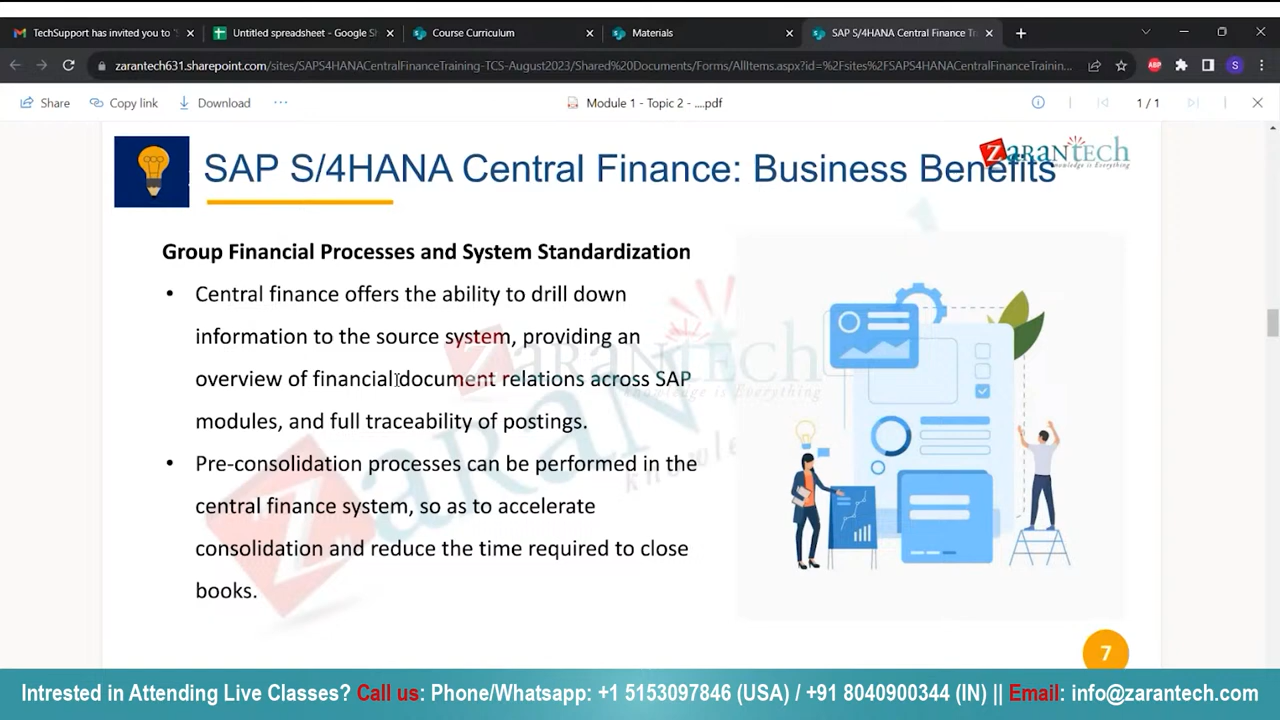 TechSupport has invited you to
Untitled spreadsheet - Google Sh
Course Curriculum
Materials
SAP S/4HANA Central Finance Tr
zarantech631.sharepoint.com/sites/SAPS4HANACentralFinanceTraining-TCS-August2023/Shared%20Documents/Forms/AllItems.aspx?id=%2Fsites%2FSAPS4HANACentralFinanceTrainin...
ABP
S
Share
Copy link
Download
Module 1 - Topic 2 - ....pdf
1 / 1
SAP S/4HANA Central Finance: Business Benefits
ZARANTECH
Group Financial Processes and System Standardization
• Central finance offers the ability to drill down
information to the source system, providing an
overview of financial document relations across SAP
modules, and full traceability of postings.
• Pre-consolidation processes can be performed in the
central finance system, so as to accelerate
consolidation and reduce the time required to close
books.
ZARANTECH
7
Intrested in Attending Live Classes? Call us: Phone/Whatsapp: +1 5153097846 (USA) / +91 8040900344 (IN) || Email: info@zarantech.com